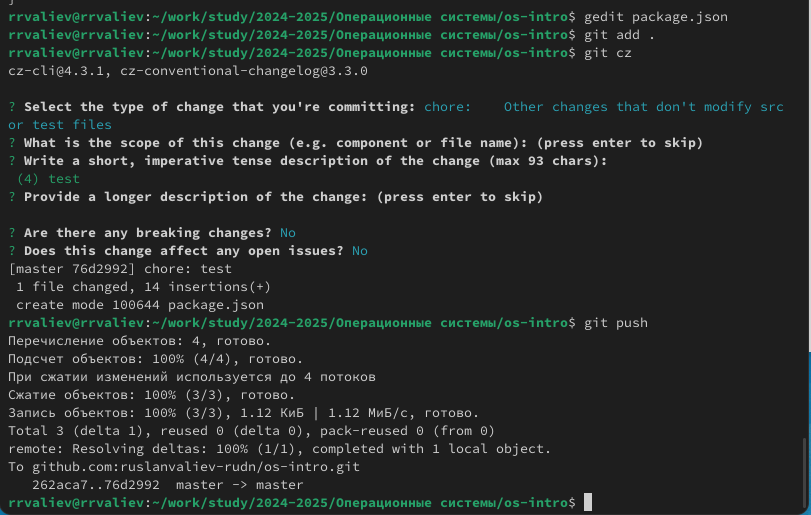 rrvaliev@rrvaliev:~/work/study/2024-2025/Операционные системы/os-intro$ gedit package.json
rrvaliev@rrvaliev:~/work/study/2024-2025/Операционные системы/os-intro$ git add .
rrvaliev@rrvaliev:~/work/study/2024-2025/Операционные системы/os-intro$ git cz
cz-cli@4.3.1, cz-conventional-changelog@3.3.0

? Select the type of change that you're committing: chore:    Other changes that don't modify src
or test files
? What is the scope of this change (e.g. component or file name): (press enter to skip)
? Write a short, imperative tense description of the change (max 93 chars):
 (4) test
? Provide a longer description of the change: (press enter to skip)

? Are there any breaking changes? No
? Does this change affect any open issues? No
[master 76d2992] chore: test
 1 file changed, 14 insertions(+)
 create mode 100644 package.json
rrvaliev@rrvaliev:~/work/study/2024-2025/Операционные системы/os-intro$ git push
Перечисление объектов: 4, готово.
Подсчет объектов: 100% (4/4), готово.
При сжатии изменений используется до 4 потоков
Сжатие объектов: 100% (3/3), готово.
Запись объектов: 100% (3/3), 1.12 КиБ | 1.12 МиБ/с, готово.
Total 3 (delta 1), reused 0 (delta 0), pack-reused 0 (from 0)
remote: Resolving deltas: 100% (1/1), completed with 1 local object.
To github.com:ruslanvaliev-rudn/os-intro.git
   262aca7..76d2992  master -> master
rrvaliev@rrvaliev:~/work/study/2024-2025/Операционные системы/os-intro$